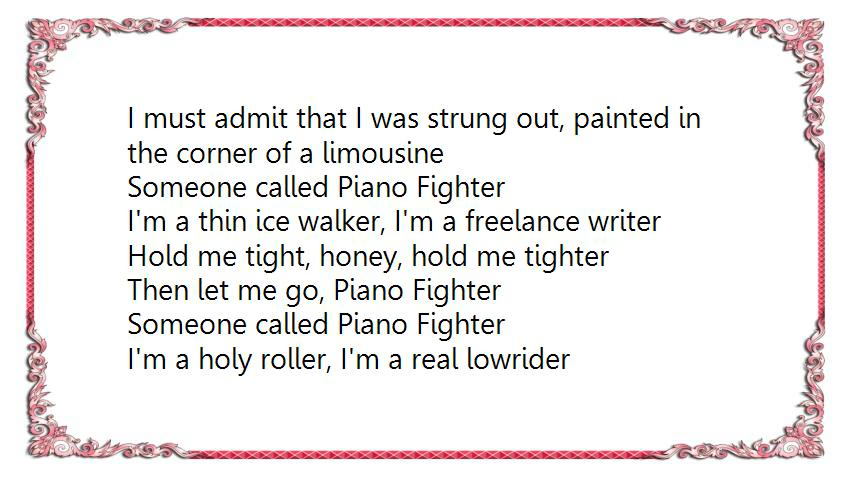 I must admit that I was strung out, painted in
the corner of a limousine
Someone called Piano Fighter
I'm a thin ice walker, I'm a freelance writer
Hold me tight, honey, hold me tighter
Then let me go, Piano Fighter
Someone called Piano Fighter
I'm a holy roller, I'm a real lowrider